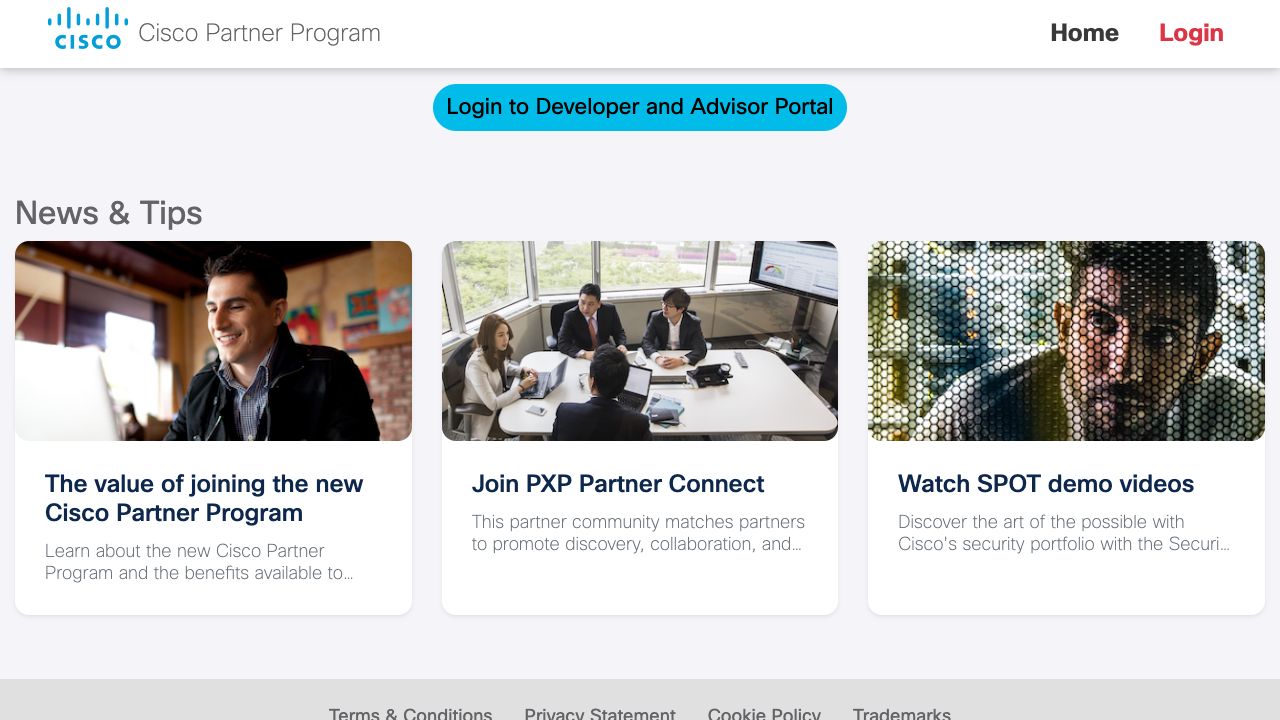 CISCO Cisco Partner Program
Home
Login
Login to Developer and Advisor Portal
News & Tips
The value of joining the new
Cisco Partner Program
Learn about the new Cisco Partner
Program and the benefits available to...
Join PXP Partner Connect
This partner community matches partners
to promote discovery, collaboration, and...
Watch SPOT demo videos
Discover the art of the possible with
Cisco's security portfolio with the Securi...
Terms & Conditions
Privacy Statement
Cookie Policy
Trademarks